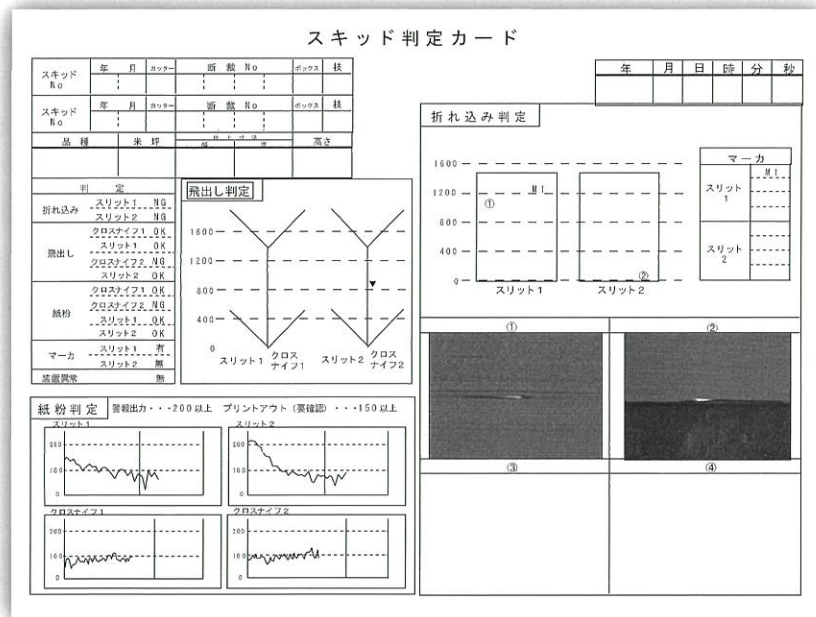 スキッド判定カード
スキッド No 年 月 カッター 断裁 No ボックス 枝
スキッド No 年 月 カッター 断裁 No ボックス 枝
品種 米坪 高さ
年 月 日 時 分 秒
判定
折れ込み スリット1 NG
スリット2 NG
飛出し クロスナイフ1 OK
スリット1 OK
クロスナイフ2 NG
スリット2 OK
紙粉 クロスナイフ1 OK
クロスナイフ2 NG
スリット1 OK
スリット2 OK
マーカ スリット1 有
スリット2 無
装置異常 無
飛出し判定
1600
1200
800
400
0
スリット1 クロスナイフ1 スリット2 クロスナイフ2
折れ込み判定
1600
1200 M1
①
800
400
0 ②
スリット1 スリット2
マーカ
スリット1 M1
スリット2
① ②
③ ④
紙粉判定 警報出力・・・200以上 プリントアウト(要確認)・・・150以上
スリット1 スリット2
200 200
100 100
0 0
クロスナイフ1 クロスナイフ2
200 200
100 100
0 0